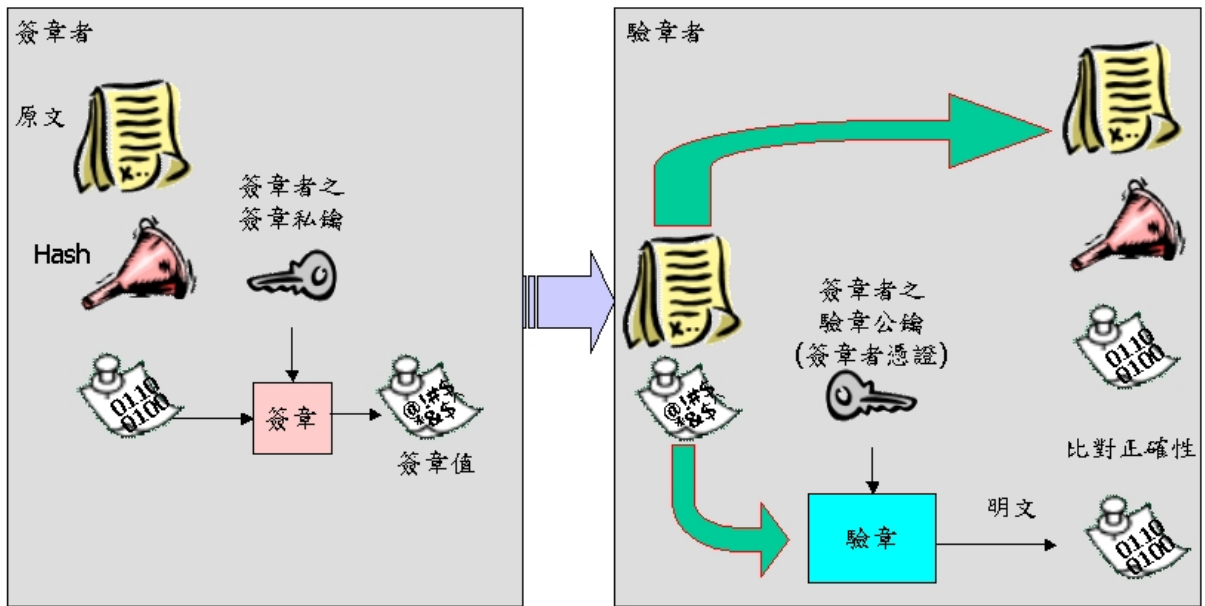 簽章者
原文
Hash
簽章者之
簽章私鑰
0110
0100
簽章
@!#$
*&$
簽章值
驗章者
簽章者之
驗章公鑰
(簽章者憑證)
@!#$
*&$
驗章
明文
0110
0100
比對正確性
0110
0100